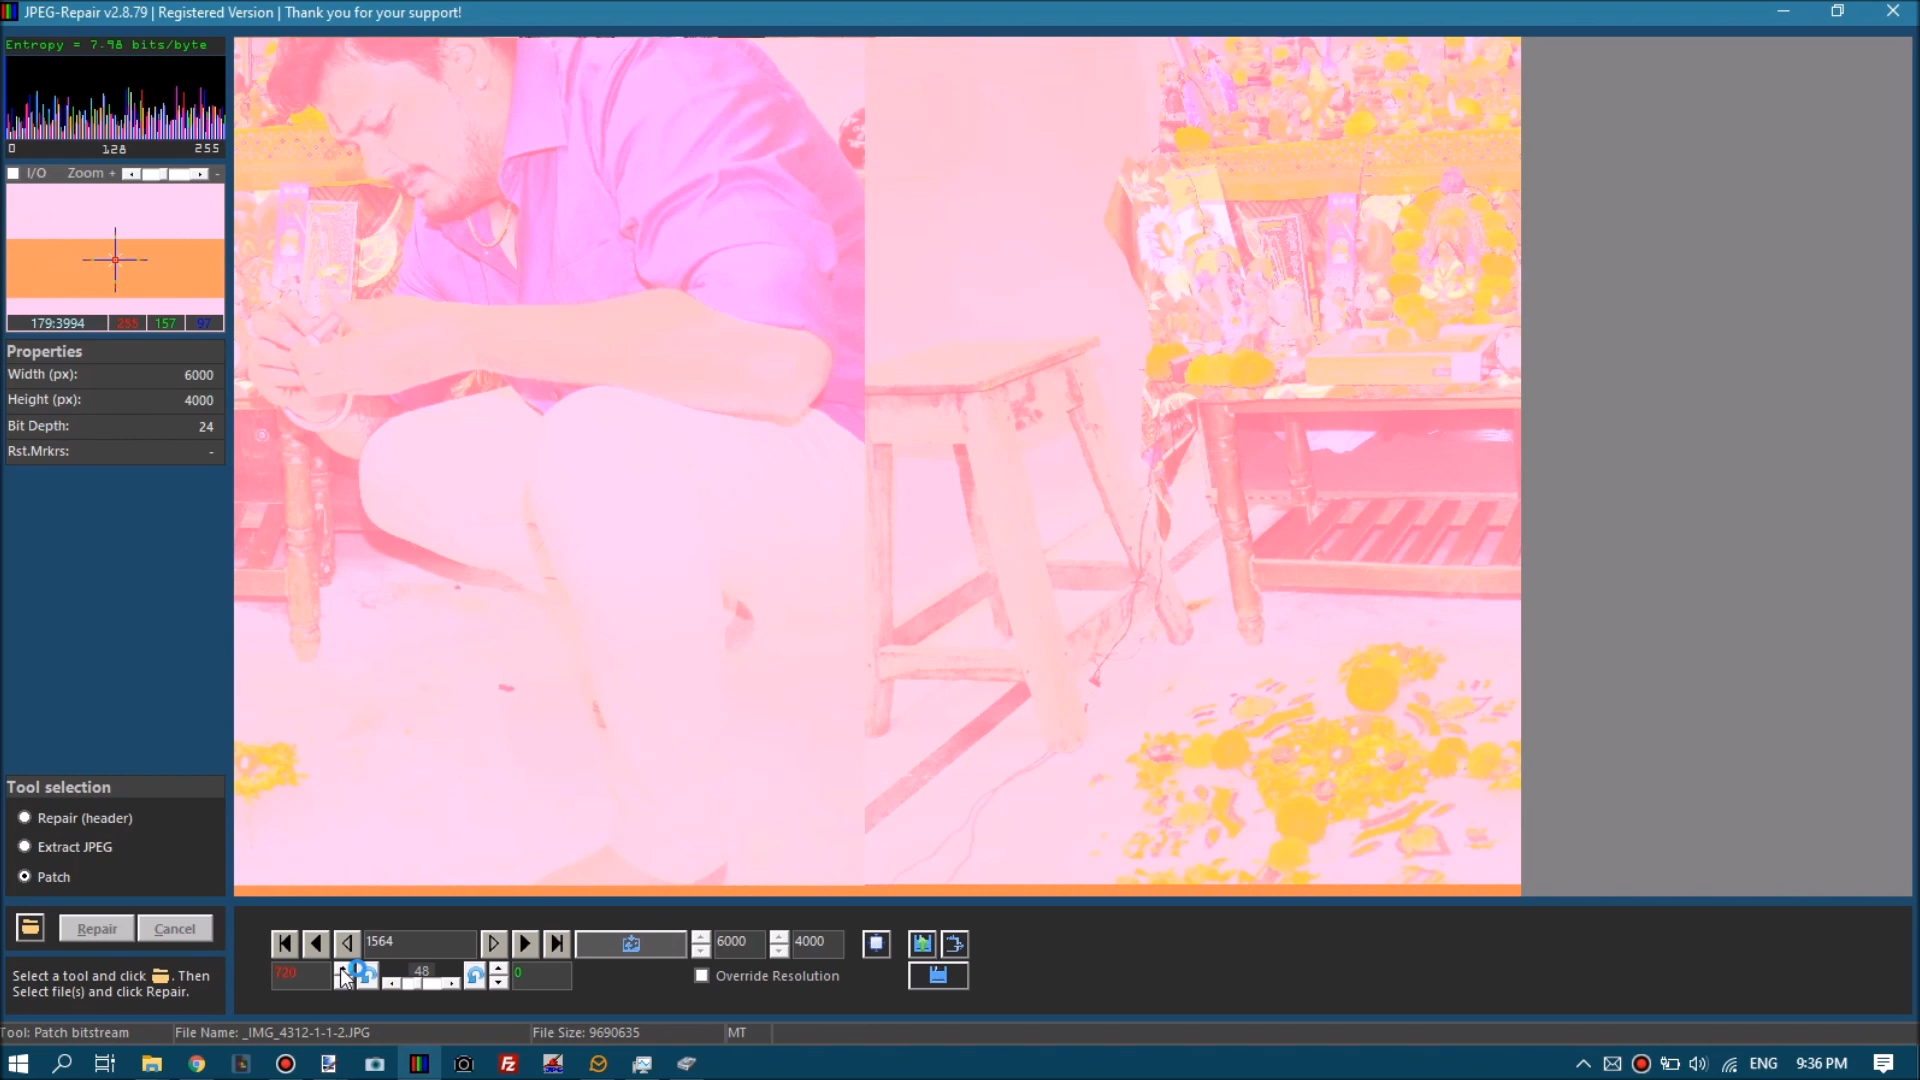 JPEG-Repair v2.8.79 | Registered Version | Thank you for your support!
Entropy = 7.98 bits/byte
0 128 255
I/O Zoom + -
179:3994 255 157 97
Properties
Width (px): 6000
Height (px): 4000
Bit Depth: 24
Rst.Mrkrs: -
Tool selection
Repair (header)
Extract JPEG
Patch
Repair Cancel
Select a tool and click . Then
Select file(s) and click Repair.
1564 6000 4000
720 48 0 Override Resolution
Tool: Patch bitstream File Name: _IMG_4312-1-1-2.JPG File Size: 9690635 MT
ENG 9:36 PM